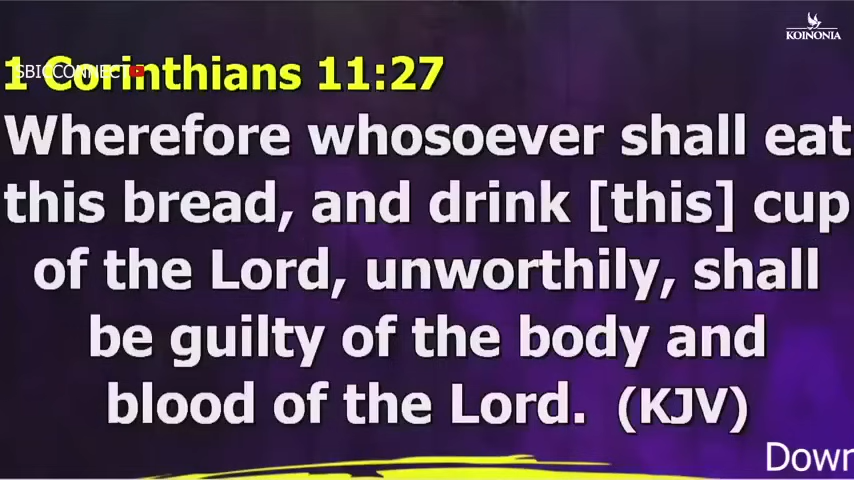 KOINONIA
SBICCONNECT
1 Corinthians 11:27
Wherefore whosoever shall eat
this bread, and drink [this] cup
of the Lord, unworthily, shall
be guilty of the body and
blood of the Lord. (KJV)
Down